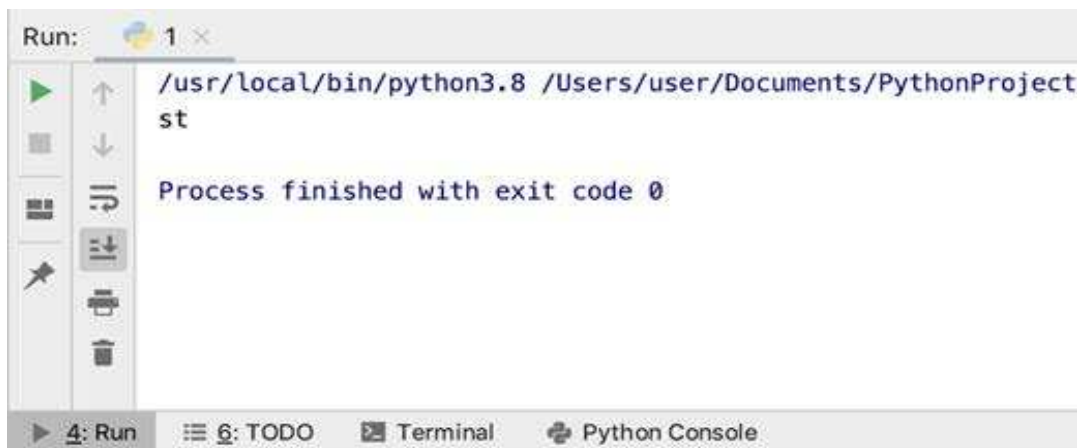 Run: 1
/usr/local/bin/python3.8 /Users/user/Documents/PythonProject
st
Process finished with exit code 0
4: Run 6: TODO Terminal Python Console